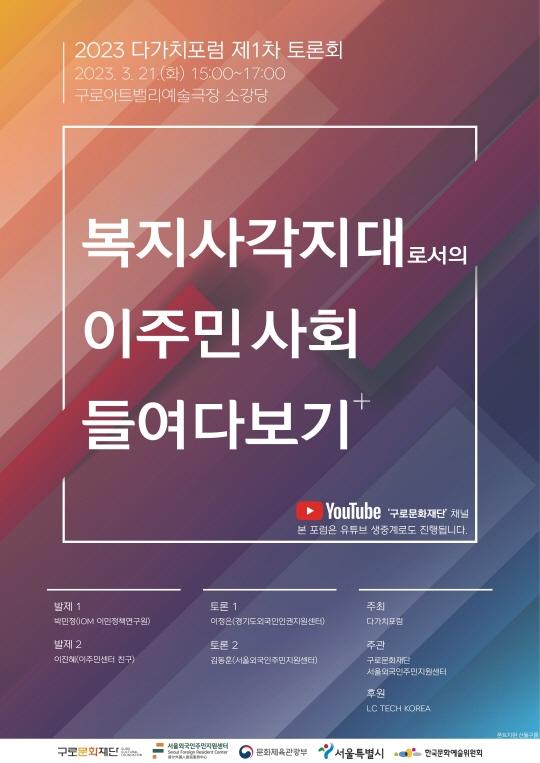 2023 다가치포럼 제1차 토론회
2023. 3. 21.(화) 15:00~17:00
구로아트밸리예술극장 소강당
복지사각지대로서의
이주민 사회
들여다보기
YouTube '구로문화재단' 채널
본 포럼은 유튜브 생중계로도 진행됩니다.
발제 1
박민정(IOM 이민정책연구원)
발제 2
이진혜(이주민센터 친구)
토론 1
이정은(경기도외국인인권지원센터)
토론 2
김동훈(서울외국인주민지원센터)
주최
다가치포럼
주관
구로문화재단
서울외국인주민지원센터
후원
LC TECH KOREA
구로문화재단 GURO CULTURAL FOUNDATION
서울외국인주민지원센터
Seoul Foreign Resident Center
문화체육관광부
서울특별시
한국문화예술위원회